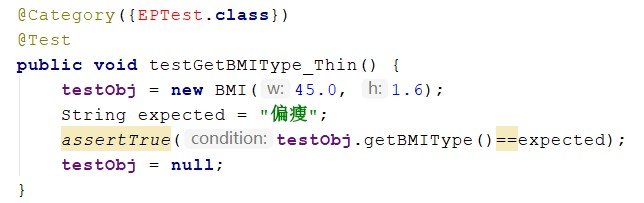 @Category({EPTest.class})
@Test
public void testGetBMIType_Thin() {
testObj = new BMI( w: 45.0, h: 1.6);
String expected = "偏瘦";
assertTrue( condition: testObj.getBMIType()==expected);
testObj = null;
}